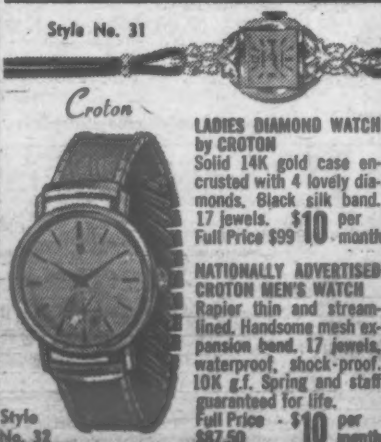 Style No. 31
Croton
LADIES DIAMOND WATCH
by CROTON
Solid 14K gold case en-
crusted with 4 lovely dia-
monds. Black silk band.
17 jewels. $10 per
Full Price $99 month
NATIONALLY ADVERTISED
CROTON MEN'S WATCH
Rapier thin and stream-
lined. Handsome mesh ex-
pansion band. 17 jewels,
waterproof, shock-proof.
10K g.f. Spring and staff
guaranteed for life.
Full Price - $10 per
$87.50 month
Style
No. 32